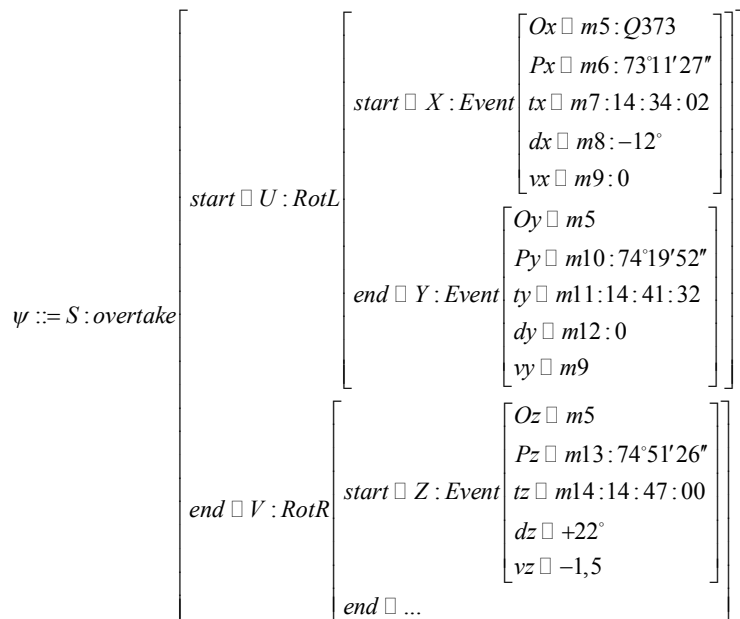 Ox □ m5 : Q373
Px □ m6 : 73°11′27″
start □ X : Event tx □ m7 : 14 : 34 : 02
dx □ m8 : −12°
vx □ m9 : 0
start □ U : RotL
Oy □ m5
Py □ m10 : 74°19′52″
end □ Y : Event ty □ m11 : 14 : 41 : 32
dy □ m12 : 0
vy □ m9
ψ ::= S : overtake
Oz □ m5
Pz □ m13 : 74°51′26″
end □ V : RotR start □ Z : Event tz □ m14 : 14 : 47 : 00
dz □ +22°
vz □ −1,5
end □ ...